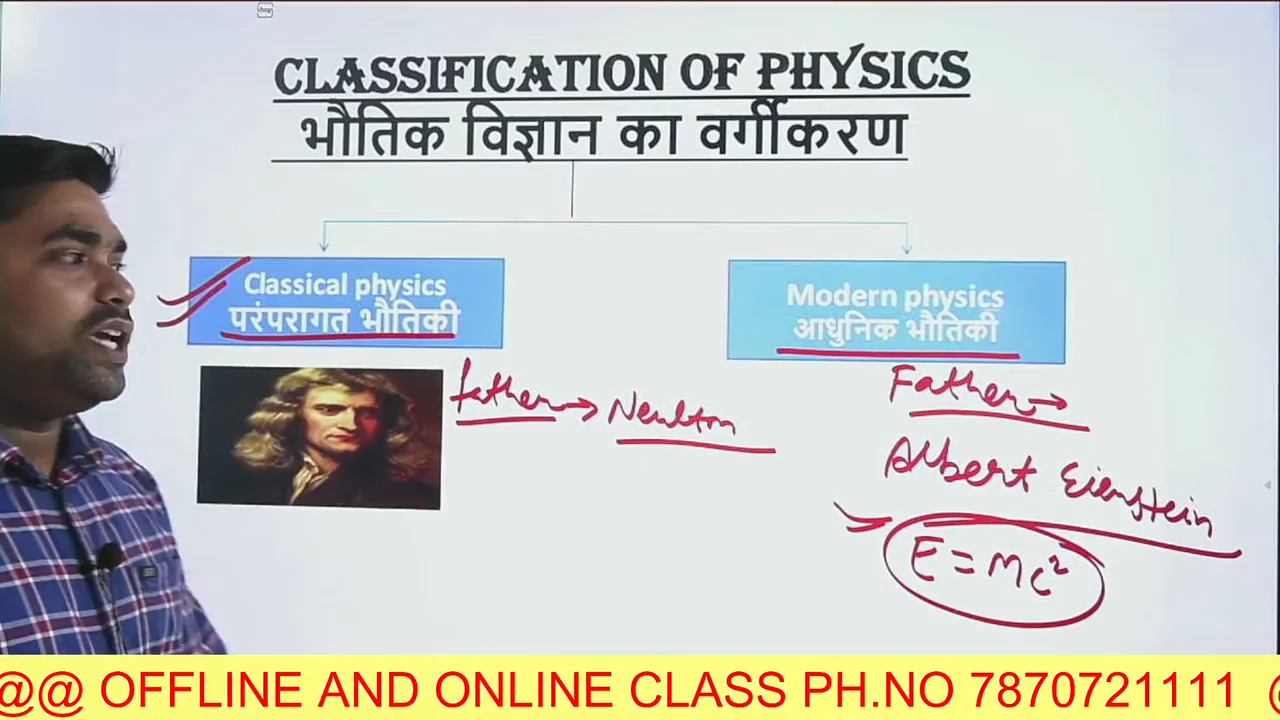 CLASSIFICATION OF PHYSICS
भौतिक विज्ञान का वर्गीकरण
Classical physics
परंपरागत भौतिकी
Modern physics
आधुनिक भौतिकी
father → Newton
Father →
Albert Eienstein
E = Mc²
@@ OFFLINE AND ONLINE CLASS PH.NO 7870721111 @